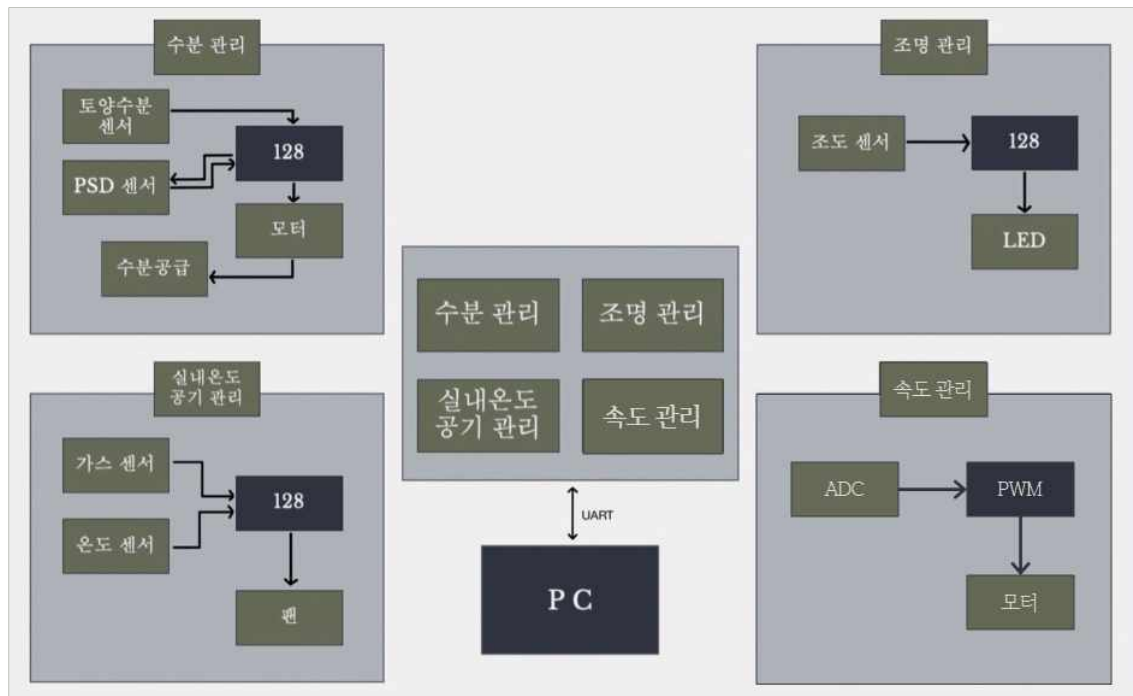 수분 관리
토양수분
센서
128
PSD 센서
모터
수분공급
조명 관리
조도 센서
128
LED
수분 관리
조명 관리
실내온도
공기 관리
속도 관리
UART
P C
실내온도
공기 관리
가스 센서
128
온도 센서
팬
속도 관리
ADC
PWM
모터